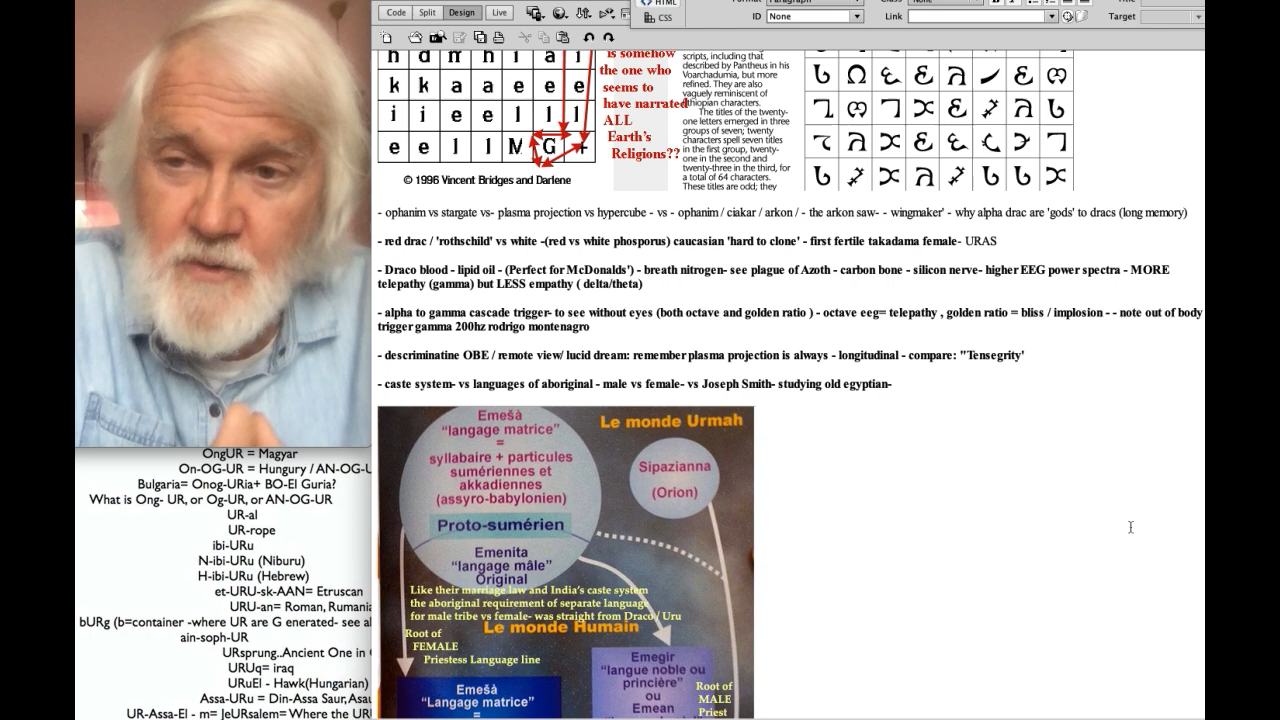 Code Split Design Live
HTML
CSS
Format Paragraph
Class None
ID None
Link
Target
h d m h i a i
k k a a e e e
i i e e l l l
e e l l M G +
© 1996 Vincent Bridges and Darlene
is somehow
the one who
seems to
have narrated
ALL
Earth's
Religions??
scripts, including that
described by Pantheus in his
Voarchadumia, but more
refined. They are also
vaguely reminiscent of
Ethiopian characters.
The titles of the twenty-
one letters emerged in three
groups of seven; twenty
characters spell seven titles
in the first group, twenty-
one in the second and
twenty-three in the third, for
a total of 64 characters.
These titles are odd; they
- ophanim vs stargate vs- plasma projection vs hypercube - vs - ophanim / ciakar / arkon / - the arkon saw- - wingmaker' - why alpha drac are 'gods' to dracs (long memory)
- red drac / 'rothschild' vs white -(red vs white phosporus) caucasian 'hard to clone' - first fertile takadama female- URAS
- Draco blood - lipid oil - (Perfect for McDonalds') - breath nitrogen- see plague of Azoth - carbon bone - silicon nerve- higher EEG power spectra - MORE
telepathy (gamma) but LESS empathy ( delta/theta)
- alpha to gamma cascade trigger- to see without eyes (both octave and golden ratio ) - octave eeg= telepathy , golden ratio = bliss / implosion - - note out of body
trigger gamma 200hz rodrigo montenagro
- descriminatine OBE / remote view/ lucid dream: remember plasma projection is always - longitudinal - compare: "Tensegrity'
- caste system- vs languages of aboriginal - male vs female- vs Joseph Smith- studying old egyptian-
Emešà
"langage matrice"
=
syllabaire + particules
sumériennes et
akkadiennes
(assyro-babylonien)
Proto-sumérien
Emenita
"langage mâle"
Original
Le monde Urmah
Sipazianna
(Orion)
Like their marriage law and India's caste system
the aboriginal requirement of separate language
for male tribe vs female- was straight from Draco / Uru
Le monde Humain
Root of
FEMALE
Priestess Language line
Emegir
"langue noble ou
princière"
ou
Emean
Root of
MALE
Priest
Emešà
"Langage matrice"
=
OngUR = Magyar
On-OG-UR = Hungury / AN-OG-U
Bulgaria= Onog-URia+ BO-El Guria?
What is Ong- UR, or Og-UR, or AN-OG-UR
UR-al
UR-rope
ibi-URu
N-ibi-URu (Niburu)
H-ibi-URu (Hebrew)
et-URU-sk-AAN= Etruscan
URU-an= Roman, Rumania
bURg (b=container -where UR are G enerated- see al
ain-soph-UR
URsprung..Ancient One in
URUq= iraq
URuEl - Hawk(Hungarian)
Assa-URu = Din-Assa Saur, Asau
UR-Assa-El - m= JeURsalem= Where the URU